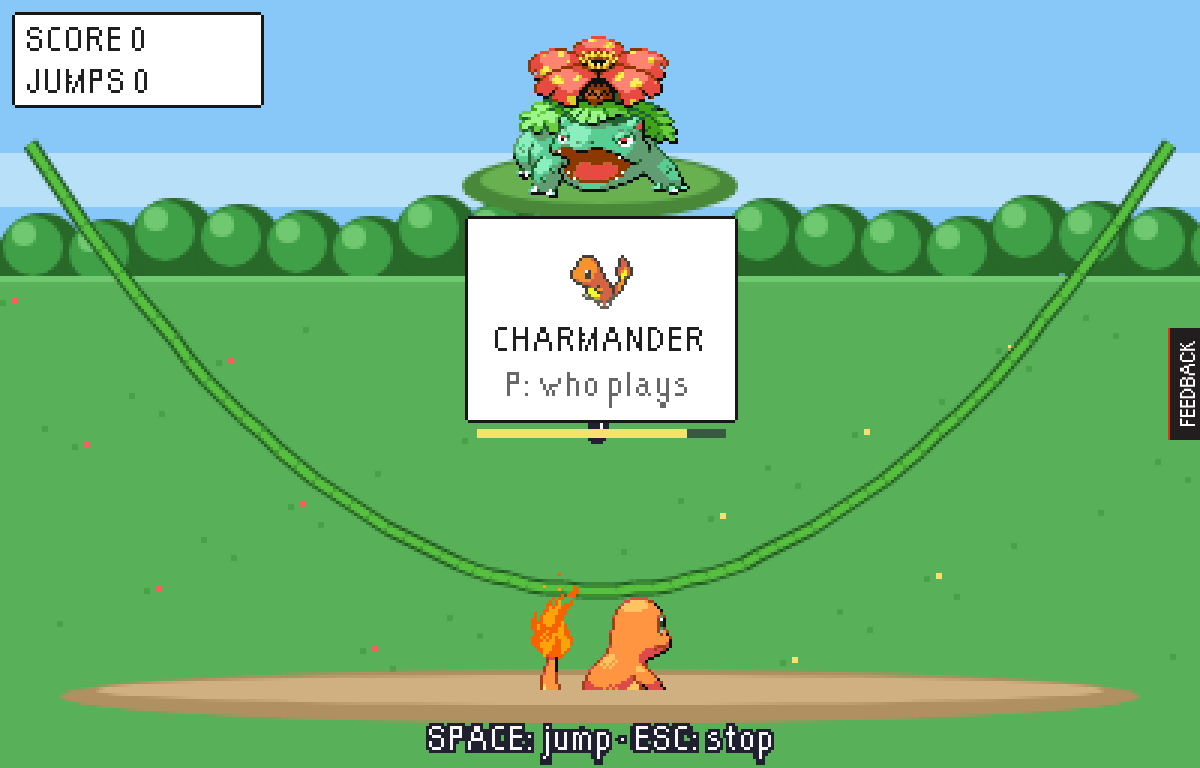 SCORE 0
JUMPS 0
CHARMANDER
P: who plays
FEEDBACK
SPACE: jump · ESC: stop